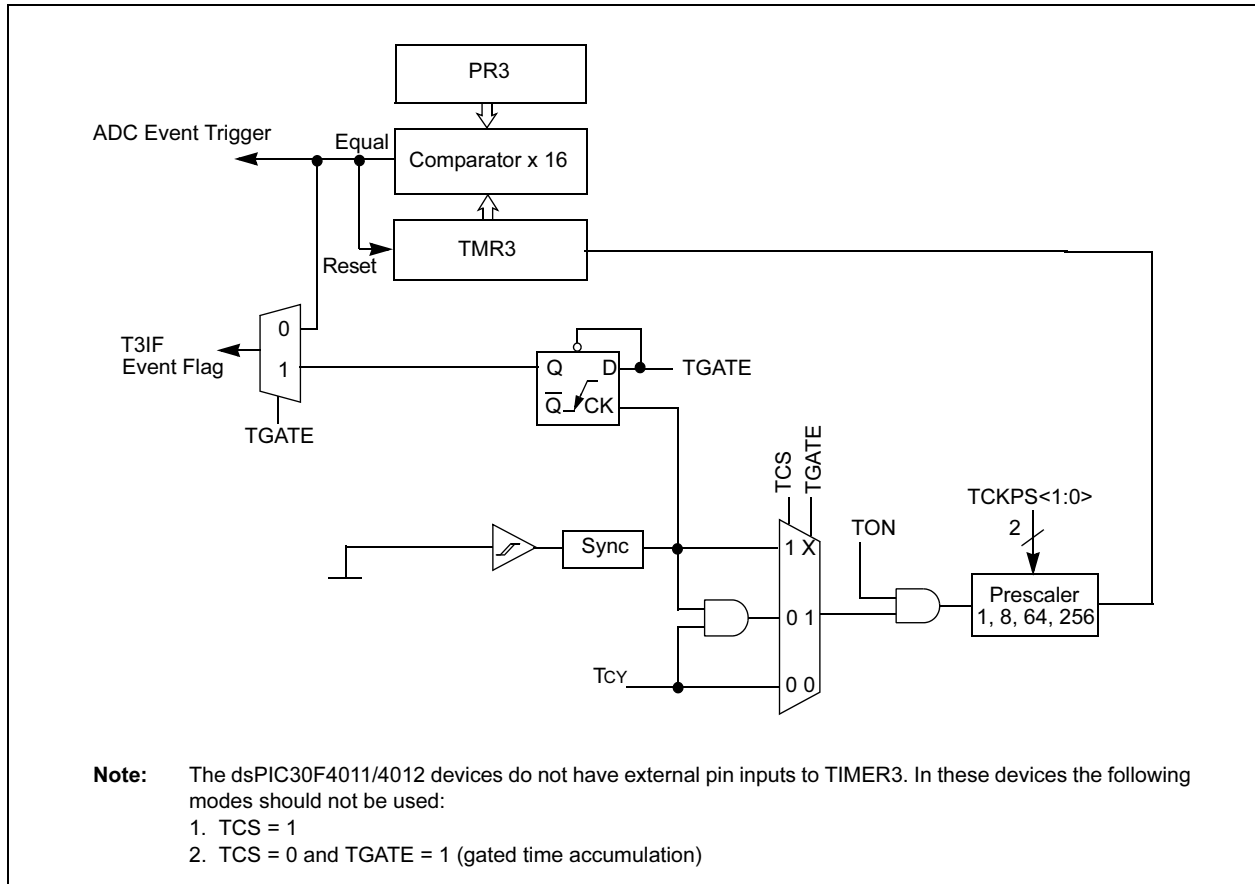 PR3
ADC Event Trigger
Equal
Comparator x 16
Reset
TMR3
0
1
T3IF
Event Flag
TGATE
Q D
Q̅ CK
TGATE
TCS
TGATE
TCKPS<1:0>
2
TON
Sync
1 X
Prescaler
1, 8, 64, 256
0 1
TCY
0 0
Note: The dsPIC30F4011/4012 devices do not have external pin inputs to TIMER3. In these devices the following
modes should not be used:
1. TCS = 1
2. TCS = 0 and TGATE = 1 (gated time accumulation)